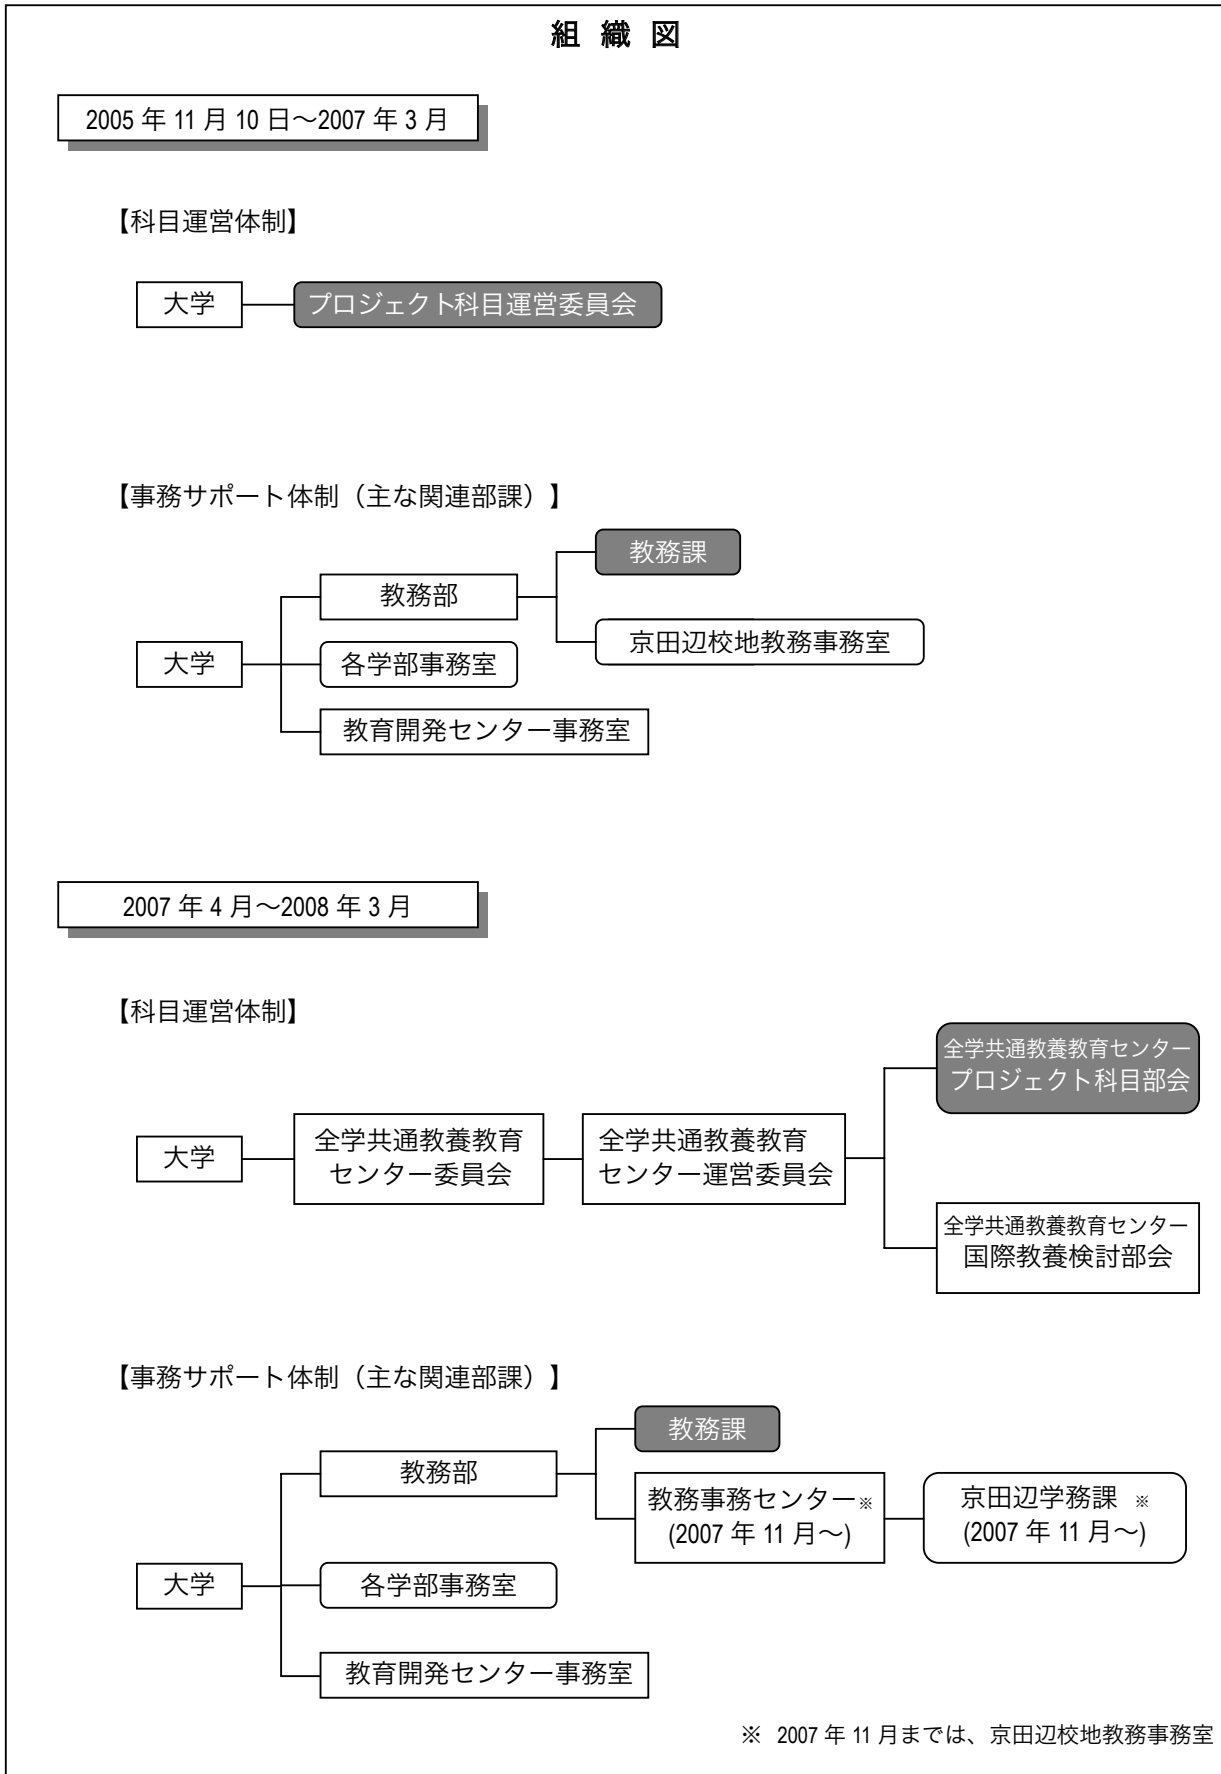 組 織 図
2005 年 11 月 10 日～2007 年 3 月
【科目運営体制】
大学
プロジェクト科目運営委員会
【事務サポート体制（主な関連部課）】
教務課
教務部
京田辺校地教務事務室
大学
各学部事務室
教育開発センター事務室
2007 年 4 月～2008 年 3 月
【科目運営体制】
全学共通教養教育センター
プロジェクト科目部会
大学
全学共通教養教育
センター委員会
全学共通教養教育
センター運営委員会
全学共通教養教育センター
国際教養検討部会
【事務サポート体制（主な関連部課）】
教務課
教務部
教務事務センター※
(2007 年 11 月～)
京田辺学務課 ※
(2007 年 11 月～)
大学
各学部事務室
教育開発センター事務室
※ 2007 年 11 月までは、京田辺校地教務事務室